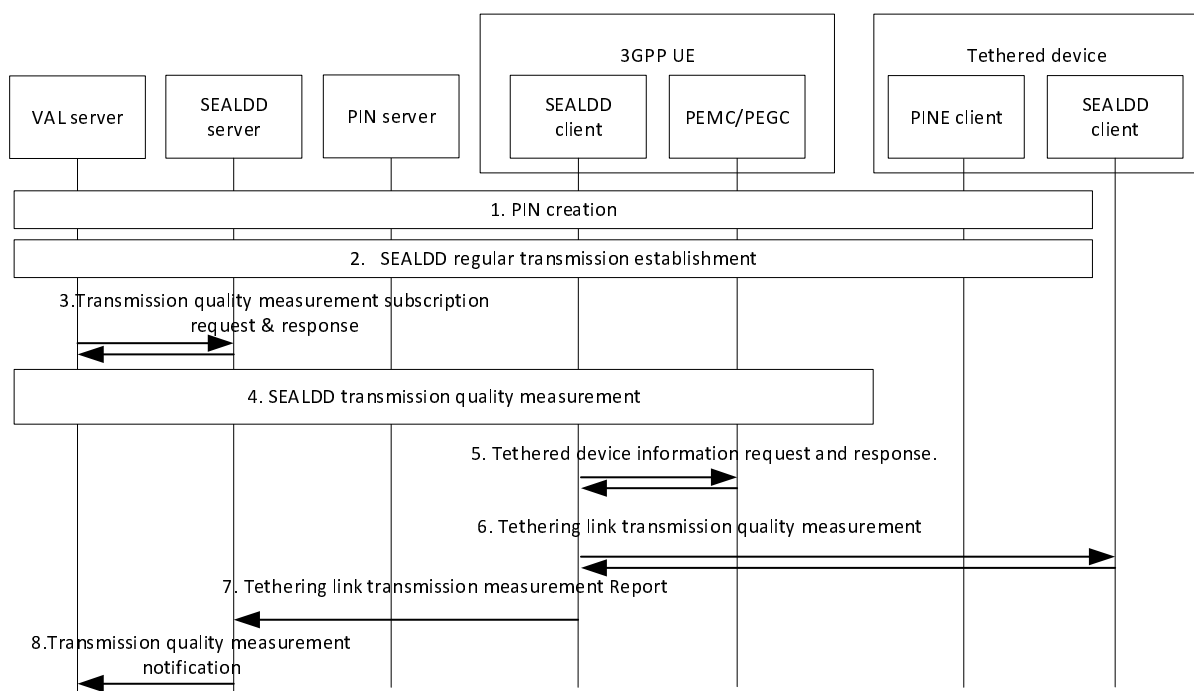 3GPP UE
Tethered device
VAL server
SEALDD
server
PIN server
SEALDD
client
PEMC/PEGC
PINE client
SEALDD
client
1. PIN creation
2. SEALDD regular transmission establishment
3.Transmission quality measurement subscription
request & response
4. SEALDD transmission quality measurement
5. Tethered device information request and response.
6. Tethering link transmission quality measurement
7. Tethering link transmission measurement Report
8.Transmission quality measurement
notification